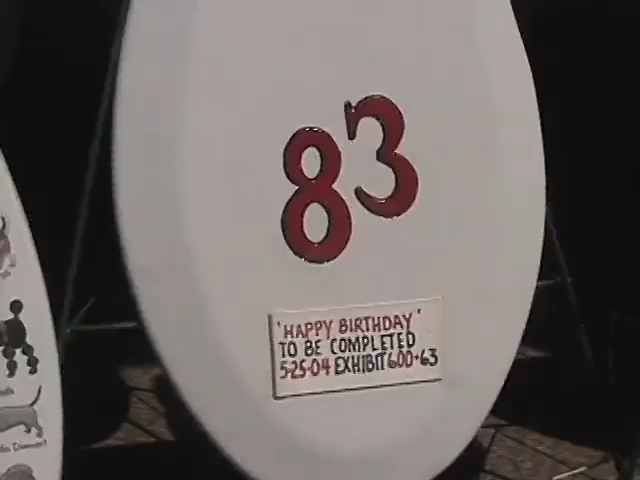 83
'HAPPY BIRTHDAY'
TO BE COMPLETED
5-25-04 EXHIBIT 600+63